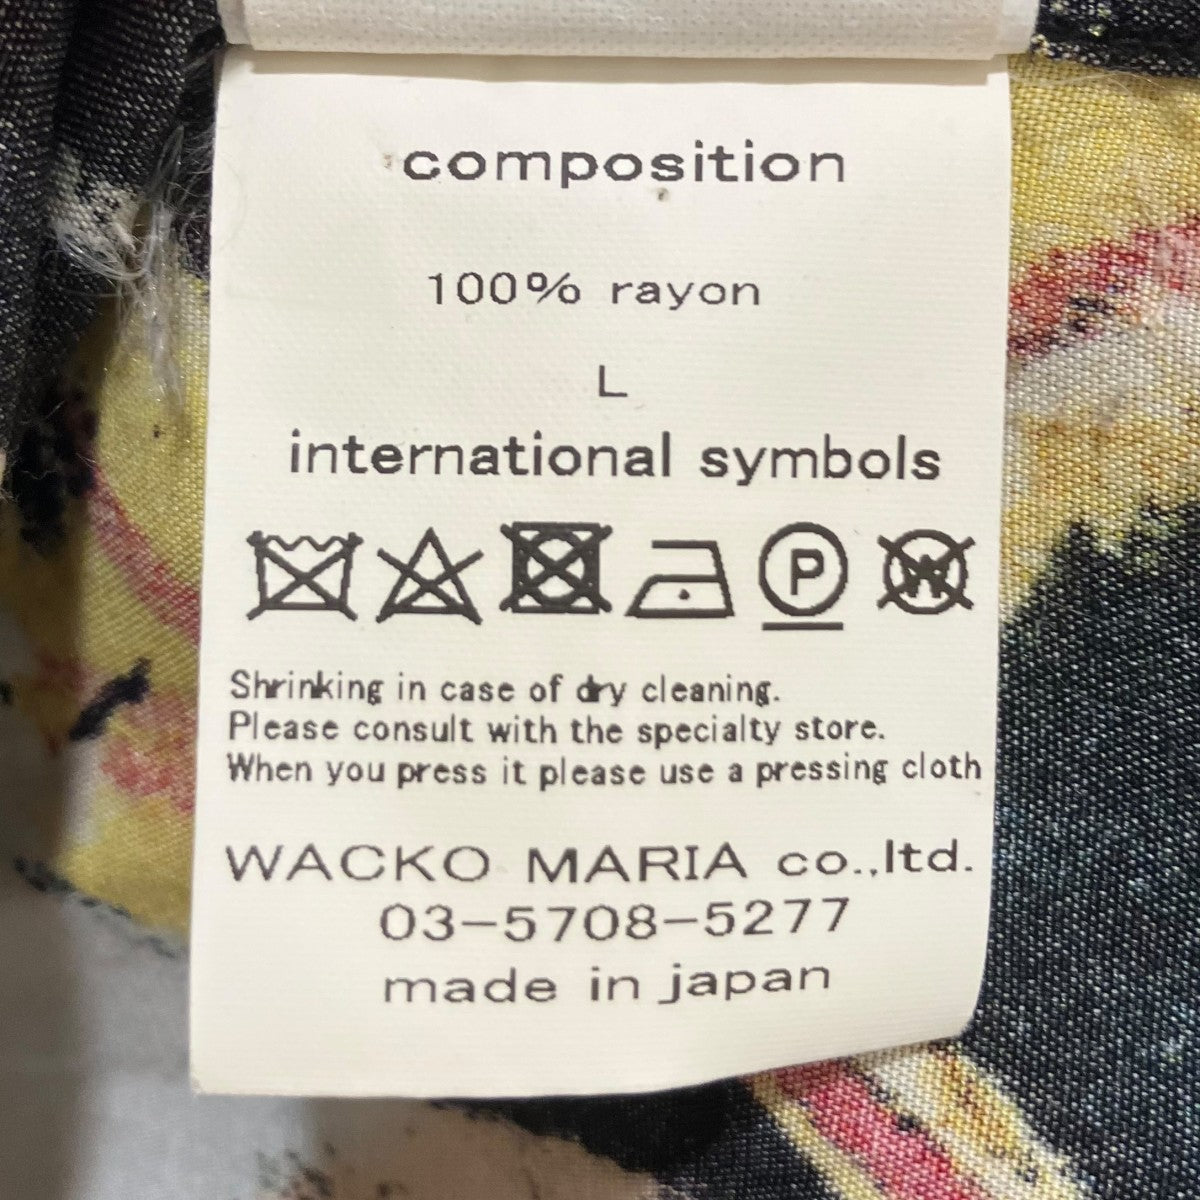 composition
100% rayon
L
international symbols
P W
Shrinking in case of dry cleaning.
Please consult with the specialty store.
When you press it please use a pressing cloth
WACKO MARIA co.,ltd.
03-5708-5277
made in japan